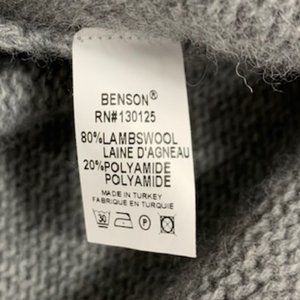 BENSON®
RN#130125
80%LAMBSWOOL
LAINE D'AGNEAU
20%POLYAMIDE
POLYAMIDE
MADE IN TURKEY
FABRIQUE EN TURQUIE
30